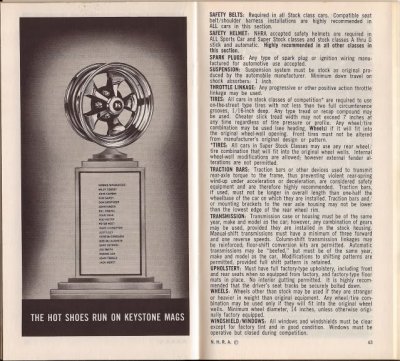 THE HOT SHOES RUN ON KEYSTONE MAGS
SAFETY BELTS: Required in all Stock class cars. Compatible seat
belt/shoulder harness installations are highly recommended in
ALL cars in this section.
SAFETY HELMET: NHRA accepted safety helmets are required in
ALL Sports Car and Super Stock classes and stock classes A thru D
stick and automatic. Highly recommended in all other classes in
this section.
SPARK PLUGS: Any type of spark plug or ignition wiring manu-
factured for automotive use accepted.
SUSPENSION: Suspension system must be stock as original pro-
duced by the automobile manufacturer. Minimum down travel on
shock absorbers: 1 inch.
THROTTLE LINKAGE: Any progressive or other positive action throttle
linkage may be used.
TIRES: All cars in stock classes of competition* are required to use
on-the-street type tires with not less than two full circumference
grooves, 1/16-inch deep. Any type tread or recap compound may
be used. Cheater slick tread width may not exceed 7 inches at
any time regardless of tire pressure or profile. Any wheel/tire
combination may be used (wag bracing, Wheels) if it will fit into
the original wheel-well opening. Front tires must not be altered
from manufacturer's original design or pattern.
*TIRES: All cars in Super Stock Classes may use any rear wheel/
tire combination that will fit into the original wheel wells. Internal
wheel-well modifications are allowed; however external fender al-
terations are not permitted.
TRACTION BARS: Traction bars or other devices used to transmit
rear-axle torque to the frame, thus preventing violent rear-spring
wind-up under acceleration or deceleration, are considered safety
equipment and are therefore highly recommended. Traction bars,
if used, must not be longer in overall length than one-half the
wheelbase of the car on which they are installed. Traction bars and/
or mounting brackets to the rear axle housing must not be lower
than the lowest edge of the rear wheel rim.
TRANSMISSION: Transmission case or housing must be of the same
year, make and model as the car; however, any combination of gears
may be used, provided they are installed in the stock housing.
Manual-shift transmissions must have a minimum of three forward
and one reverse speeds. Column-shift transmission linkages may
be reinforced, floor-shift conversion kits are permitted. Automatic
transmissions may be "beefed," but must be of the same year,
make and model as the car. Modifications to shifting patterns are
permitted, provided full shift pattern is retained.
UPHOLSTERY: Must have full factory-type upholstery, including front
and rear seats when so equipped from factory, and factory-type floor
mats in place. No interior gutting permitted. It is highly recom-
mended that the driver's seat tracks be securely bolted down.
WHEELS: Wheels other than stock may be used if they are stronger
or heavier in weight than original equipment. Any wheel/tire com-
bination may be used only if they will fit into the original wheel
wells. Minimum wheel diameter, 14 inches, unless otherwise orig-
inally factory equipped.
WINDSHIELD/WINDOWS: All windows and windshields must be clear
except for factory tint and in good condition. Windows must be
operative but closed during competition.
N.H.R.A. ©
63